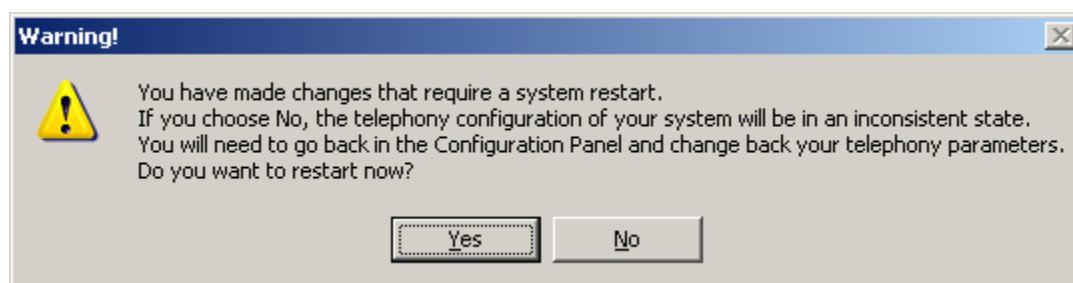 Warning!
You have made changes that require a system restart.
If you choose No, the telephony configuration of your system will be in an inconsistent state.
You will need to go back in the Configuration Panel and change back your telephony parameters.
Do you want to restart now?
Yes No